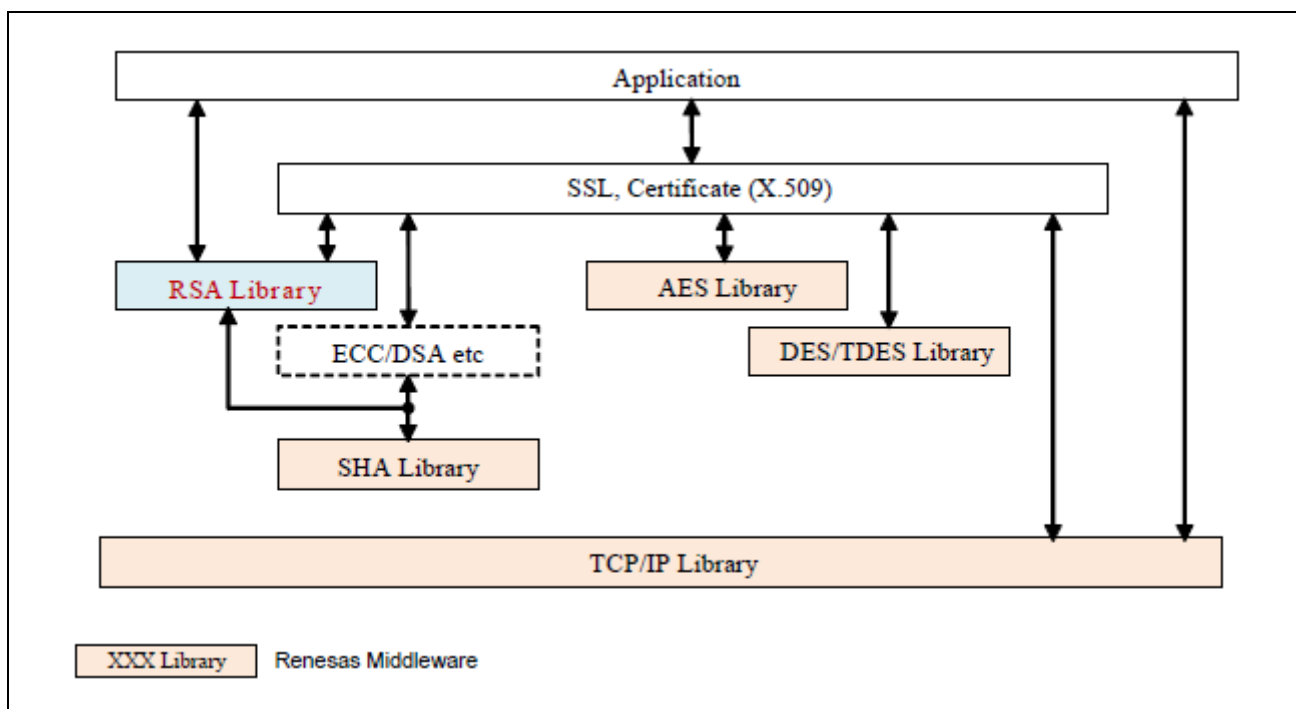 Application
SSL, Certificate (X.509)
RSA Library
AES Library
ECC/DSA etc
DES/TDES Library
SHA Library
TCP/IP Library
XXX Library
Renesas Middleware